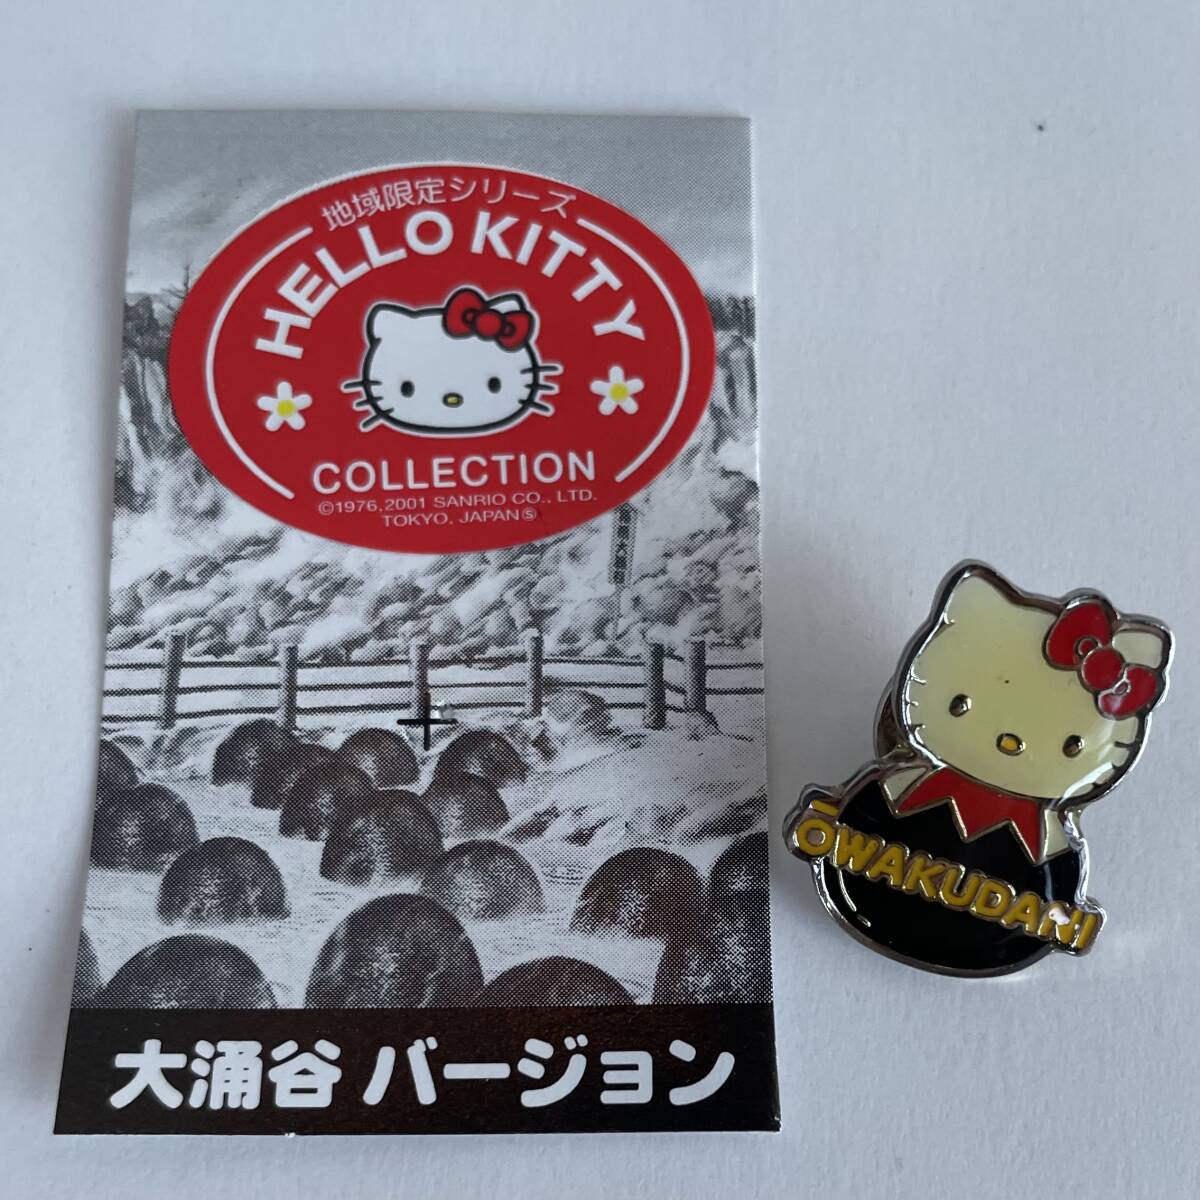 地域限定シリーズ
HELLO KITTY
COLLECTION
©1976, 2001 SANRIO CO., LTD.
TOKYO, JAPAN Ⓢ
大涌谷 バージョン
ŌWAKUDANI